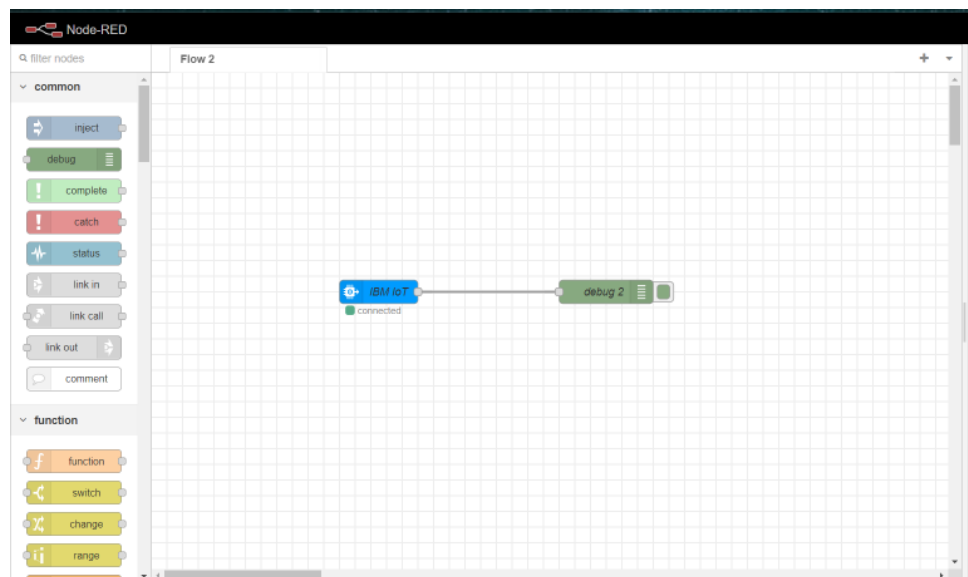 Node-RED
filter nodes
Flow 2
common
inject
debug
complete
catch
status
link in
link call
link out
comment
function
function
switch
change
range
IBM IoT
connected
debug 2